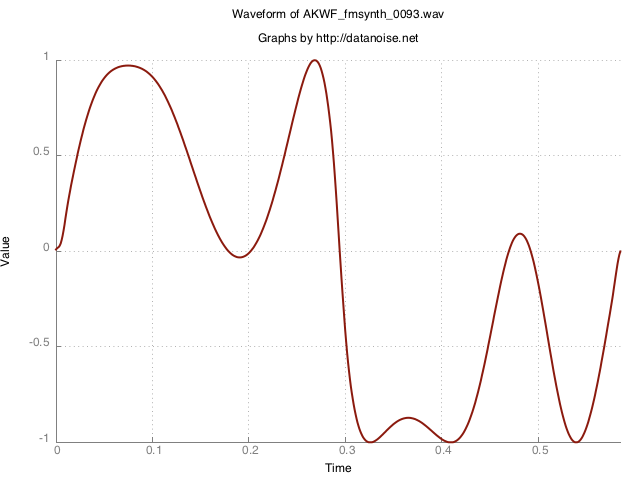 Waveform of AKWF_fmsynth_0093.wav
Graphs by http://datanoise.net
1
0.5
0
-0.5
-1
Value
0 0.1 0.2 0.3 0.4 0.5
Time